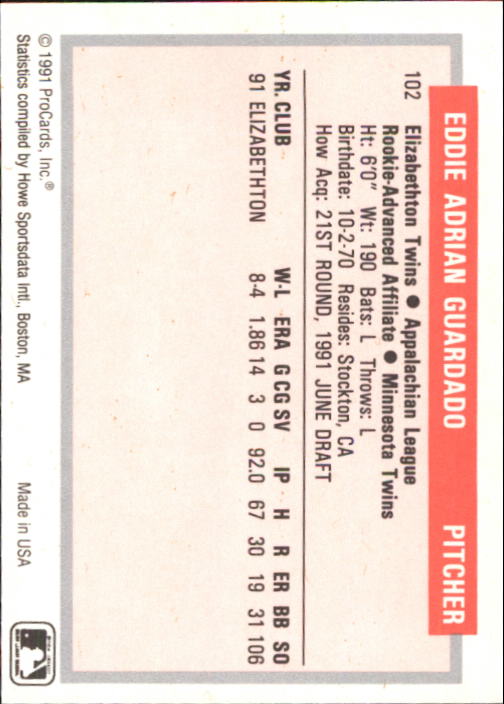 EDDIE ADRIAN GUARDADO PITCHER
102 Elizabethton Twins ● Appalachian League
Rookie-Advanced Affiliate ● Minnesota Twins
Ht: 6'0" Wt: 190 Bats: L Throws: L
Birthdate: 10-2-70 Resides: Stockton, CA
How Acq: 21ST ROUND, 1991 JUNE DRAFT
YR. CLUB W-L ERA G CG SV IP H R ER BB SO
91 ELIZABETHTON 8-4 1.86 14 3 0 92.0 67 30 19 31 106
© 1991 ProCards, Inc.® Made in USA
Statistics compiled by Howe Sportsdata Intl., Boston, MA